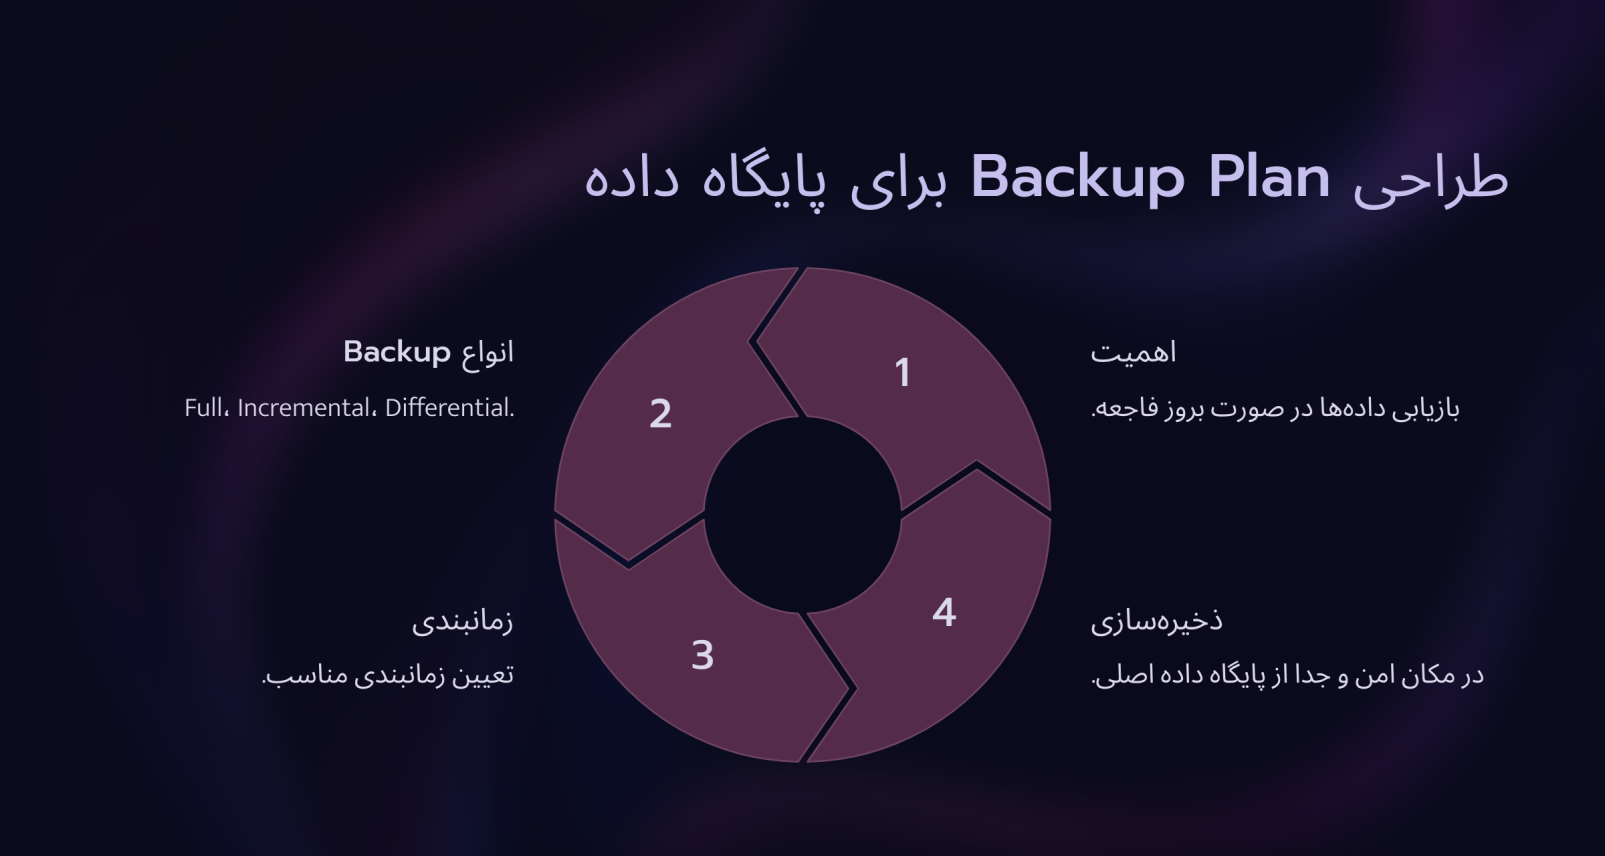 طراحی Backup Plan برای پایگاه داده
1
اهمیت
بازیابی داده‌ها در صورت بروز فاجعه.
2
انواع Backup
Full، Incremental، Differential.
3
زمانبندی
تعیین زمانبندی مناسب.
4
ذخیره‌سازی
در مکان امن و جدا از پایگاه داده اصلی.